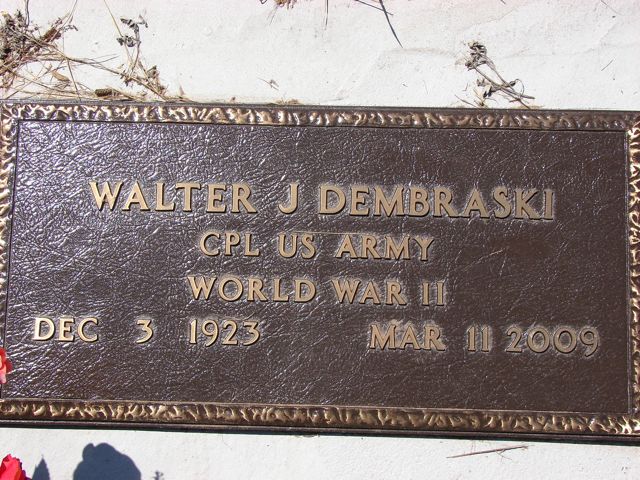 WALTER J DEMBRASKI
CPL US ARMY
WORLD WAR II
DEC 3 1923 MAR 11 2009